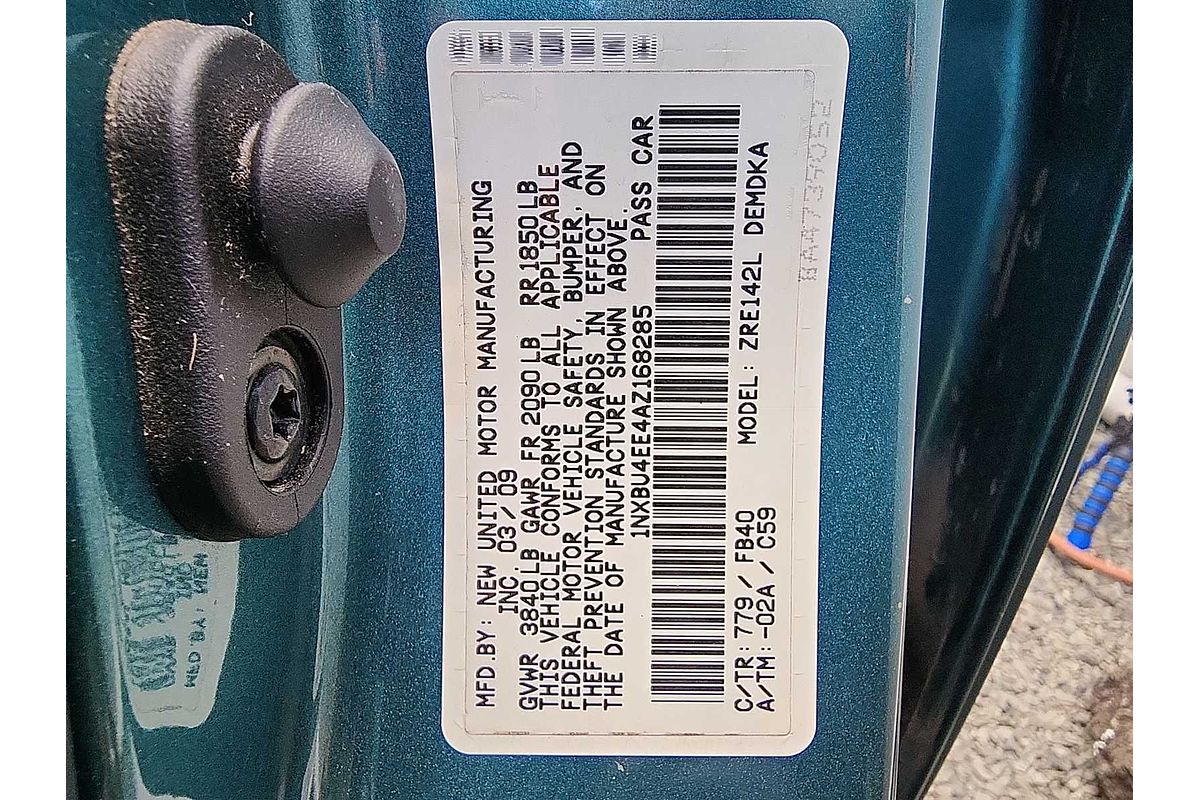 MFD.BY: NEW UNITED MOTOR MANUFACTURING
INC. 03/09
GVWR 3840LB GAWR FR 2090LB RR1850LB
THIS VEHICLE CONFORMS TO ALL APPLICABLE
FEDERAL MOTOR VEHICLE SAFETY, BUMPER, AND
THEFT PREVENTION STANDARDS IN EFFECT ON
THE DATE OF MANUFACTURE SHOWN ABOVE.
1NXBU4EE4AZ168285 PASS CAR
C/TR:779/FB40 MODEL: ZRE142L DEMDKA
A/TM:-02A/C59